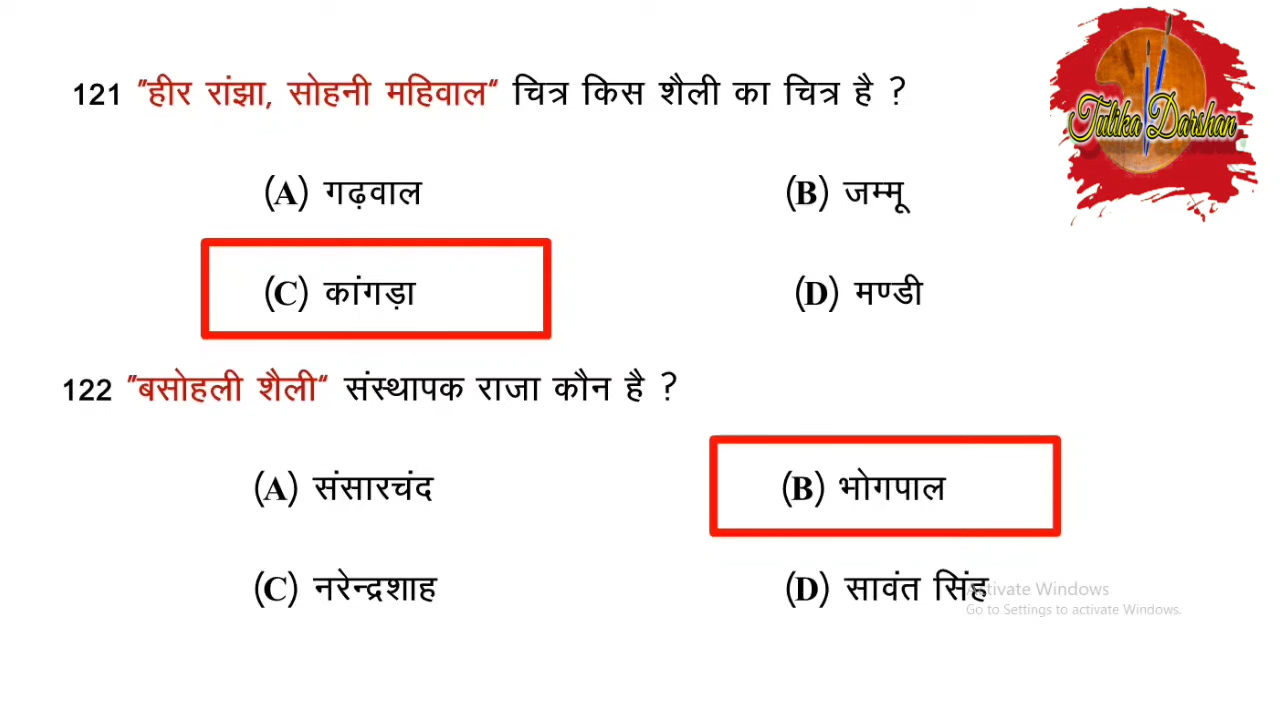 121 "हीर रांझा, सोहनी महिवाल" चित्र किस शैली का चित्र है ?
Tulika Darshan
(A) गढ़वाल (B) जम्मू
(C) कांगड़ा (D) मण्डी
122 "बसोहली शैली" संस्थापक राजा कौन है ?
(A) संसारचंद (B) भोगपाल
(C) नरेन्द्रशाह (D) सावंत सिंह
Activate Windows
Go to Settings to activate Windows.